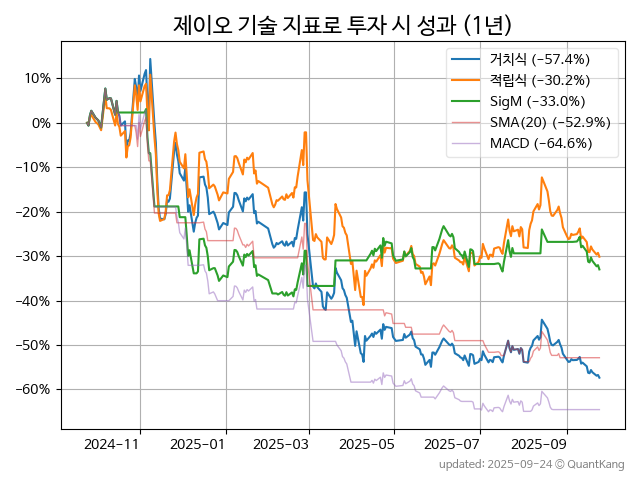 제이오 기술 지표로 투자 시 성과 (1년)
거치식 (−57.4%)
적립식 (−30.2%)
SigM (−33.0%)
SMA(20) (−52.9%)
MACD (−64.6%)
10%
0%
−10%
−20%
−30%
−40%
−50%
−60%
2024-11 2025-01 2025-03 2025-05 2025-07 2025-09
updated: 2025-09-24 © QuantKang